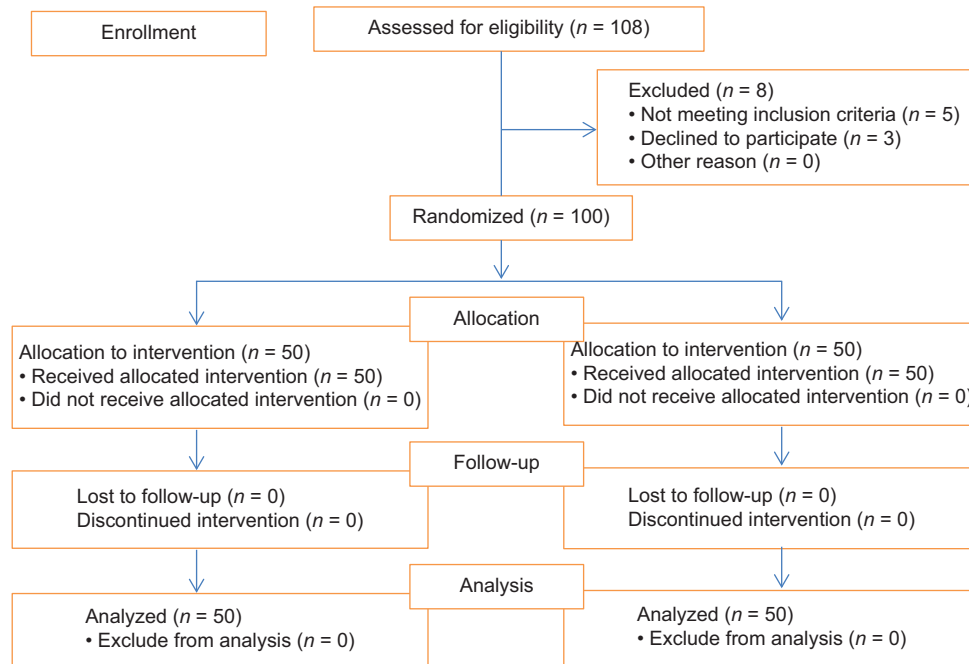 Enrollment
Assessed for eligibility (n = 108)
Excluded (n = 8)
• Not meeting inclusion criteria (n = 5)
• Declined to participate (n = 3)
• Other reason (n = 0)
Randomized (n = 100)
Allocation
Allocation to intervention (n = 50)
• Received allocated intervention (n = 50)
• Did not receive allocated intervention (n = 0)
Allocation to intervention (n = 50)
• Received allocated intervention (n = 50)
• Did not receive allocated intervention (n = 0)
Follow-up
Lost to follow-up (n = 0)
Discontinued intervention (n = 0)
Lost to follow-up (n = 0)
Discontinued intervention (n = 0)
Analysis
Analyzed (n = 50)
• Exclude from analysis (n = 0)
Analyzed (n = 50)
• Exclude from analysis (n = 0)